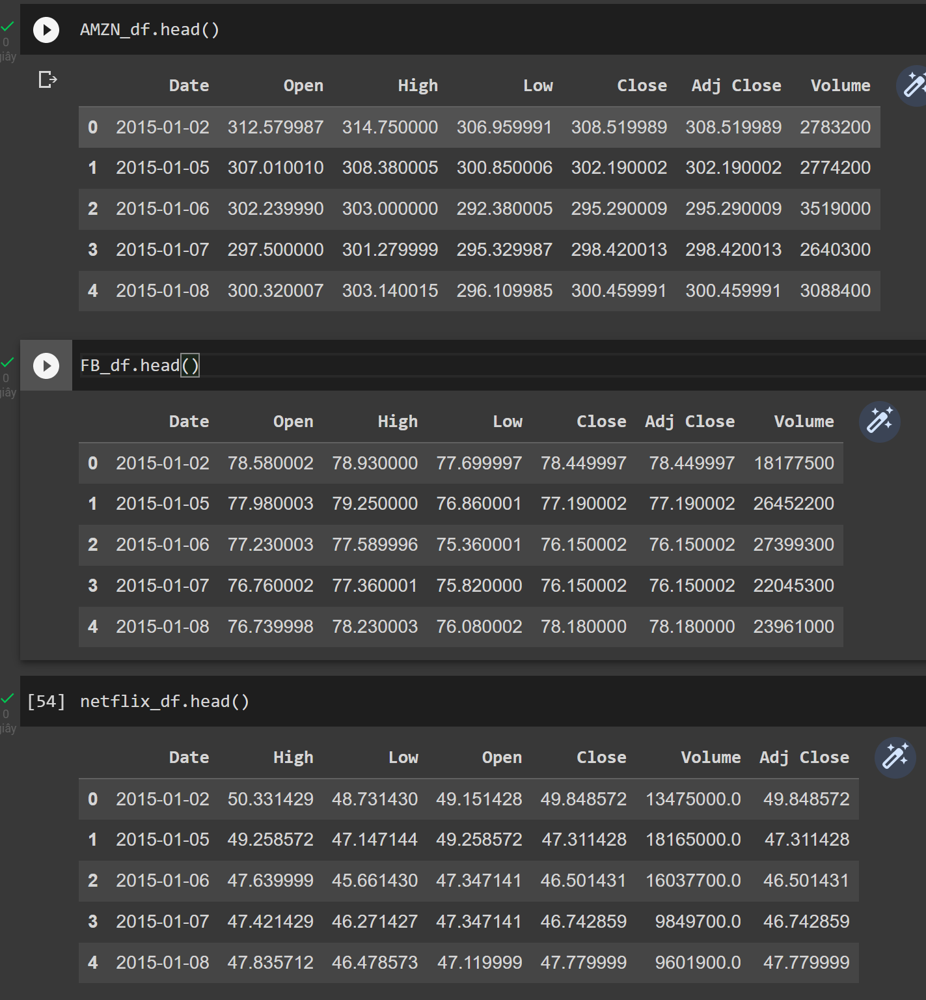 AMZN_df.head()
0
giây
Date Open High Low Close Adj Close Volume
0 2015-01-02 312.579987 314.750000 306.959991 308.519989 308.519989 2783200
1 2015-01-05 307.010010 308.380005 300.850006 302.190002 302.190002 2774200
2 2015-01-06 302.239990 303.000000 292.380005 295.290009 295.290009 3519000
3 2015-01-07 297.500000 301.279999 295.329987 298.420013 298.420013 2640300
4 2015-01-08 300.320007 303.140015 296.109985 300.459991 300.459991 3088400
FB_df.head()
0
giây
Date Open High Low Close Adj Close Volume
0 2015-01-02 78.580002 78.930000 77.699997 78.449997 78.449997 18177500
1 2015-01-05 77.980003 79.250000 76.860001 77.190002 77.190002 26452200
2 2015-01-06 77.230003 77.589996 75.360001 76.150002 76.150002 27399300
3 2015-01-07 76.760002 77.360001 75.820000 76.150002 76.150002 22045300
4 2015-01-08 76.739998 78.230003 76.080002 78.180000 78.180000 23961000
[54] netflix_df.head()
0
giây
Date High Low Open Close Volume Adj Close
0 2015-01-02 50.331429 48.731430 49.151428 49.848572 13475000.0 49.848572
1 2015-01-05 49.258572 47.147144 49.258572 47.311428 18165000.0 47.311428
2 2015-01-06 47.639999 45.661430 47.347141 46.501431 16037700.0 46.501431
3 2015-01-07 47.421429 46.271427 47.347141 46.742859 9849700.0 46.742859
4 2015-01-08 47.835712 46.478573 47.119999 47.779999 9601900.0 47.779999